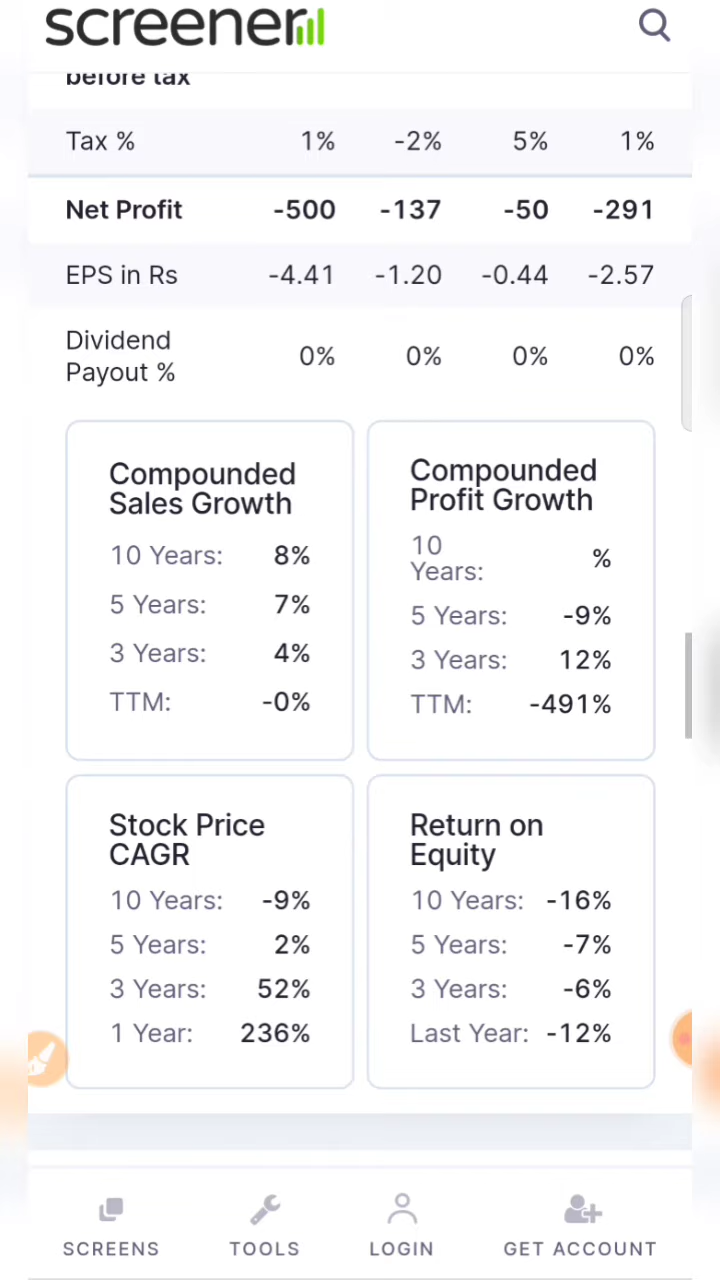 screener
before tax
Tax % 1% -2% 5% 1%
Net Profit -500 -137 -50 -291
EPS in Rs -4.41 -1.20 -0.44 -2.57
Dividend
Payout % 0% 0% 0% 0%
Compounded
Sales Growth
10 Years: 8%
5 Years: 7%
3 Years: 4%
TTM: -0%
Compounded
Profit Growth
10
Years: %
5 Years: -9%
3 Years: 12%
TTM: -491%
Stock Price
CAGR
10 Years: -9%
5 Years: 2%
3 Years: 52%
1 Year: 236%
Return on
Equity
10 Years: -16%
5 Years: -7%
3 Years: -6%
Last Year: -12%
SCREENS TOOLS LOGIN GET ACCOUNT